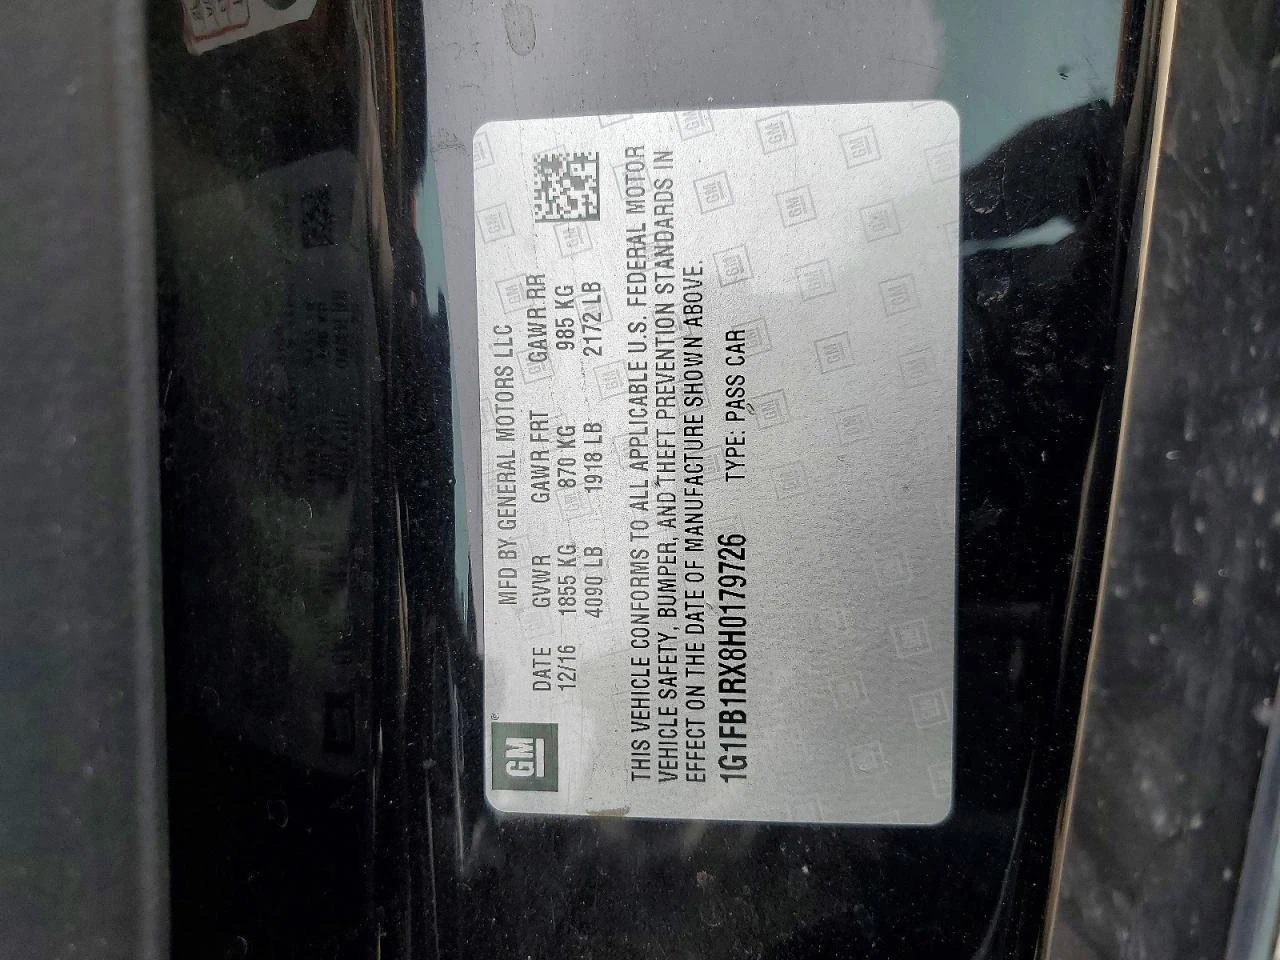 GM®
MFD BY GENERAL MOTORS LLC
DATE GVWR GAWR FRT GAWR RR
12/16 1855 KG 870 KG 985 KG
4090 LB 1918 LB 2172 LB
THIS VEHICLE CONFORMS TO ALL APPLICABLE U.S. FEDERAL MOTOR
VEHICLE SAFETY, BUMPER, AND THEFT PREVENTION STANDARDS IN
EFFECT ON THE DATE OF MANUFACTURE SHOWN ABOVE.
1G1FB1RX8H0179726 TYPE: PASS CAR